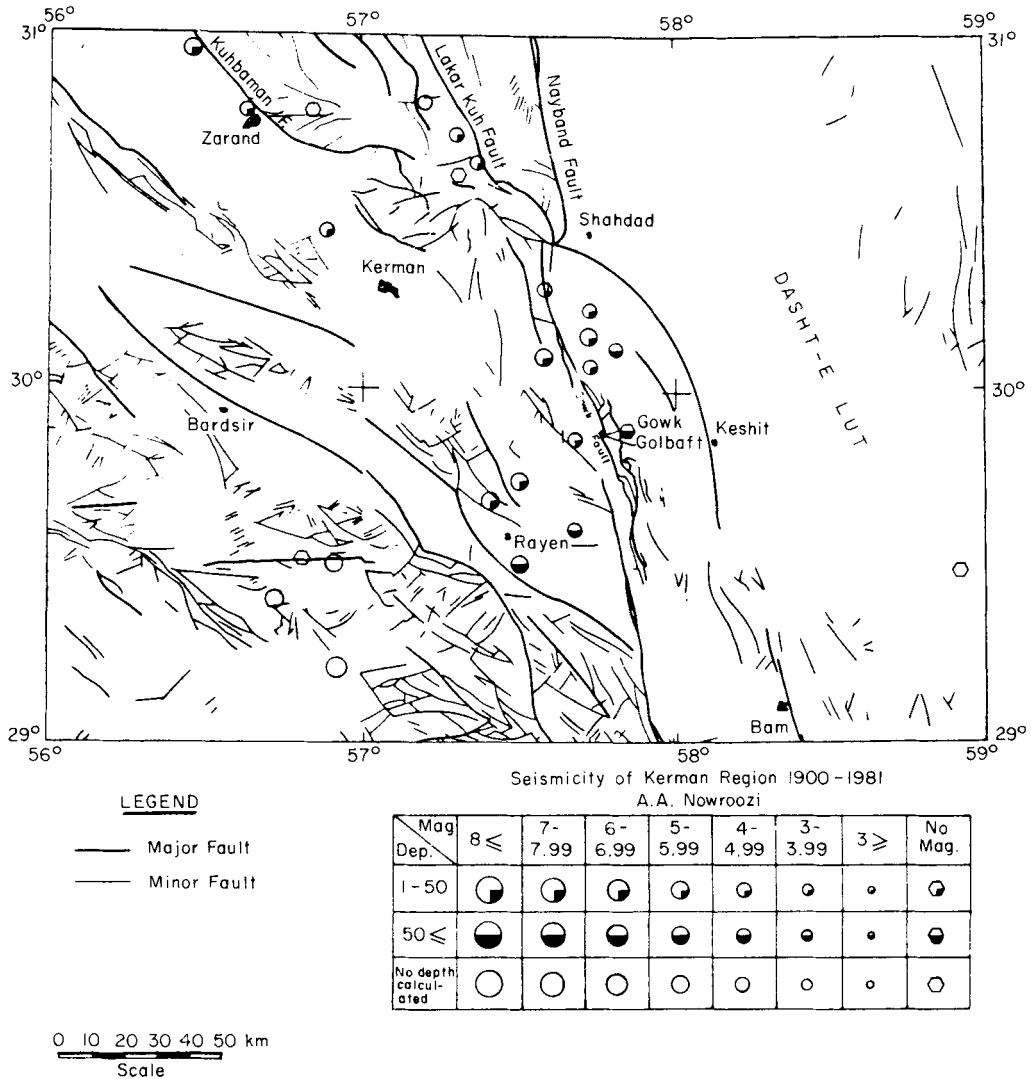 56° 57° 58° 59°
31° 31°
Kuhbaman F.
Lakar Kuh Fault
Nayband Fault
Zarand
Shahdad
Kerman
DASHT-E LUT
30° 30°
Bardsir
Gowk
Golbaft
Keshit
Fault
Rayen
Bam
29° 29°
56° 57° 58° 59°
Seismicity of Kerman Region 1900-1981
A.A. Nowroozi
LEGEND
Major Fault
Minor Fault
Mag
Dep.
8≤
7-
7.99
6-
6.99
5-
5.99
4-
4.99
3-
3.99
3≥
No
Mag.
1-50
50≤
No depth
calcul-
ated
0 10 20 30 40 50 km
Scale